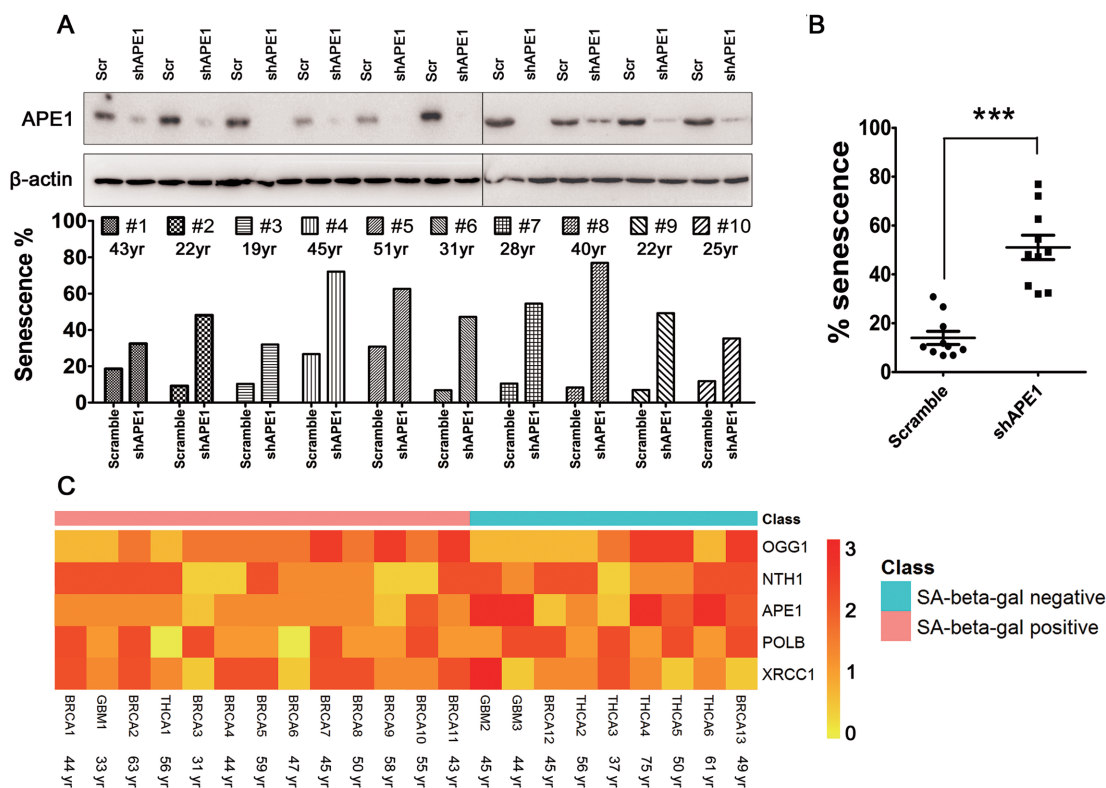 A
Scr shAPE1 Scr shAPE1 Scr shAPE1 Scr shAPE1 Scr shAPE1 Scr shAPE1 Scr shAPE1 Scr shAPE1 Scr shAPE1 Scr shAPE1
APE1
β-actin
Senescence %
100
80
60
40
20
0
#1 #2 #3 #4 #5 #6 #7 #8 #9 #10
43yr 22yr 19yr 45yr 51yr 31yr 28yr 40yr 22yr 25yr
Scramble shAPE1 Scramble shAPE1 Scramble shAPE1 Scramble shAPE1 Scramble shAPE1 Scramble shAPE1 Scramble shAPE1 Scramble shAPE1 Scramble shAPE1 Scramble shAPE1
B
% senescence
100
80
60
40
20
0
***
Scramble shAPE1
C
Class
OGG1
NTH1
APE1
POLB
XRCC1
BRCA1 GBM1 BRCA2 THCA1 BRCA3 BRCA4 BRCA5 BRCA6 BRCA7 BRCA8 BRCA9 BRCA10 BRCA11 GBM2 GBM3 BRCA12 THCA2 THCA3 THCA4 THCA5 THCA6 BRCA13
44 yr 33 yr 63 yr 56 yr 31 yr 44 yr 59 yr 47 yr 45 yr 50 yr 58 yr 55 yr 43 yr 45 yr 44 yr 45 yr 56 yr 37 yr 75 yr 50 yr 61 yr 49 yr
3
2
1
0
Class
SA-beta-gal negative
SA-beta-gal positive